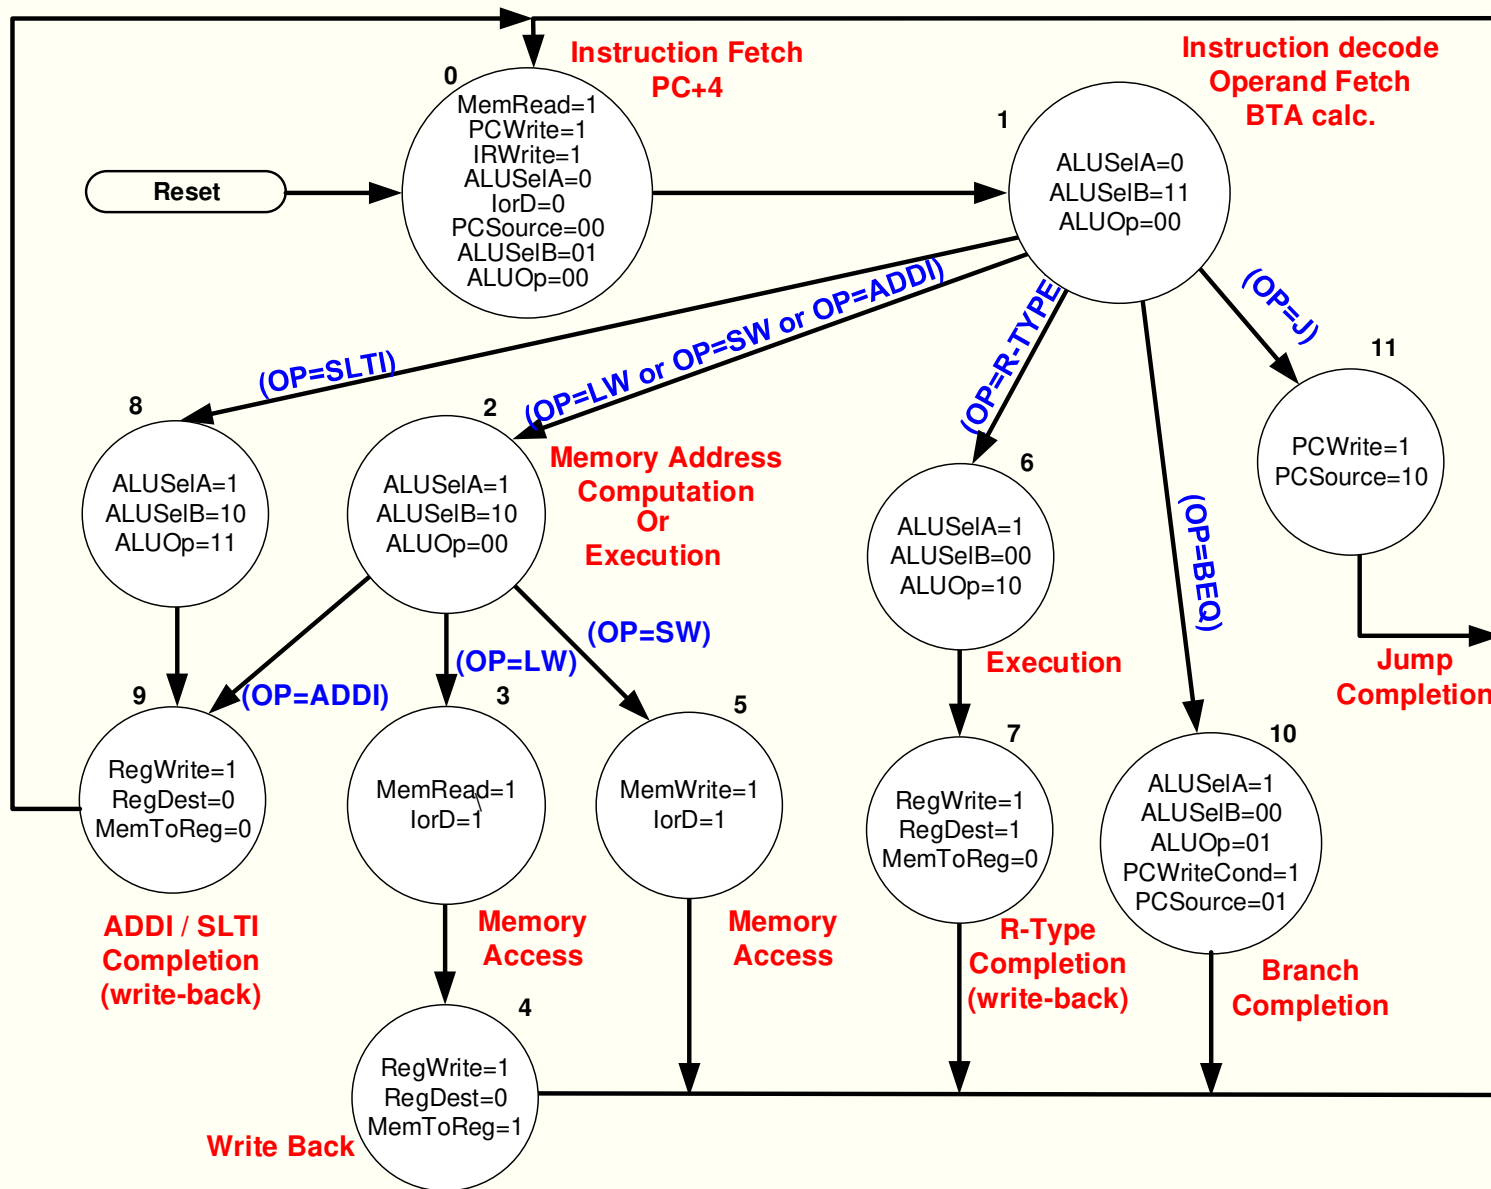 Instruction Fetch
PC+4
0
MemRead=1
PCWrite=1
IRWrite=1
ALUSelA=0
IorD=0
PCSource=00
ALUSelB=01
ALUOp=00
Reset
Instruction decode
Operand Fetch
BTA calc.
1
ALUSelA=0
ALUSelB=11
ALUOp=00
(OP=SLTI)
(OP=LW or OP=SW or OP=ADDI)
(OP=R-TYPE)
(OP=BEQ)
(OP=J)
8
ALUSelA=1
ALUSelB=10
ALUOp=11
2
ALUSelA=1
ALUSelB=10
ALUOp=00
Memory Address
Computation
Or
Execution
6
ALUSelA=1
ALUSelB=00
ALUOp=10
Execution
11
PCWrite=1
PCSource=10
Jump
Completion
(OP=ADDI)
(OP=LW)
(OP=SW)
9
RegWrite=1
RegDest=0
MemToReg=0
ADDI / SLTI
Completion
(write-back)
3
MemRead=1
\
IorD=1
Memory
Access
5
MemWrite=1
IorD=1
Memory
Access
7
RegWrite=1
RegDest=1
MemToReg=0
R-Type
Completion
(write-back)
10
ALUSelA=1
ALUSelB=00
ALUOp=01
PCWriteCond=1
PCSource=01
Branch
Completion
4
RegWrite=1
RegDest=0
MemToReg=1
Write Back